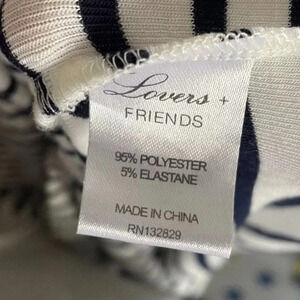 Lovers +
FRIENDS
95% POLYESTER
5% ELASTANE
MADE IN CHINA
RN132829